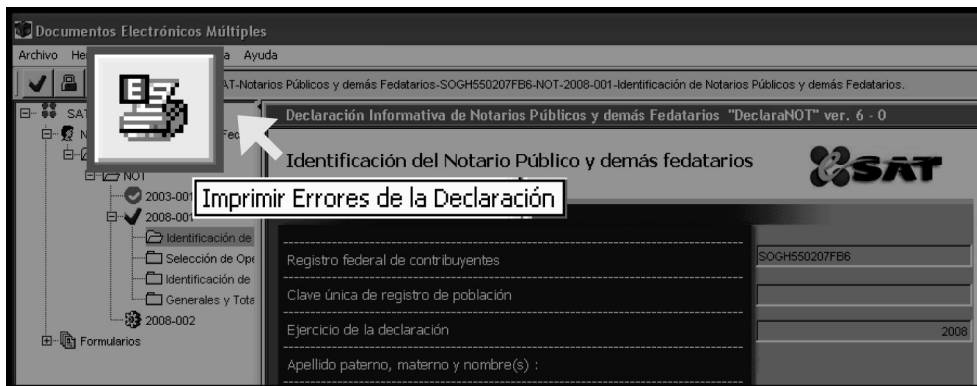 Documentos Electrónicos Múltiples
Archivo He a Ayuda
AT-Notarios Públicos y demás Fedatarios-SOGH550207FB6-NOT-2008-001-Identificación de Notarios Públicos y demás Fedatarios.
SA
Declaración Informativa de Notarios Públicos y demás Fedatarios "DeclaraNOT" ver. 6 - 0
N Fec
Identificación del Notario Público y demás fedatarios
SAT
NOT
2003-001
Imprimir Errores de la Declaración
2008-001
Identificación de
Selección de Ope
Registro federal de contribuyentes SOGH550207FB6
Identificación de
Clave única de registro de población
Generales y Tota
2008-002
Ejercicio de la declaración 2008
Formularios
Apellido paterno, materno y nombre(s) :